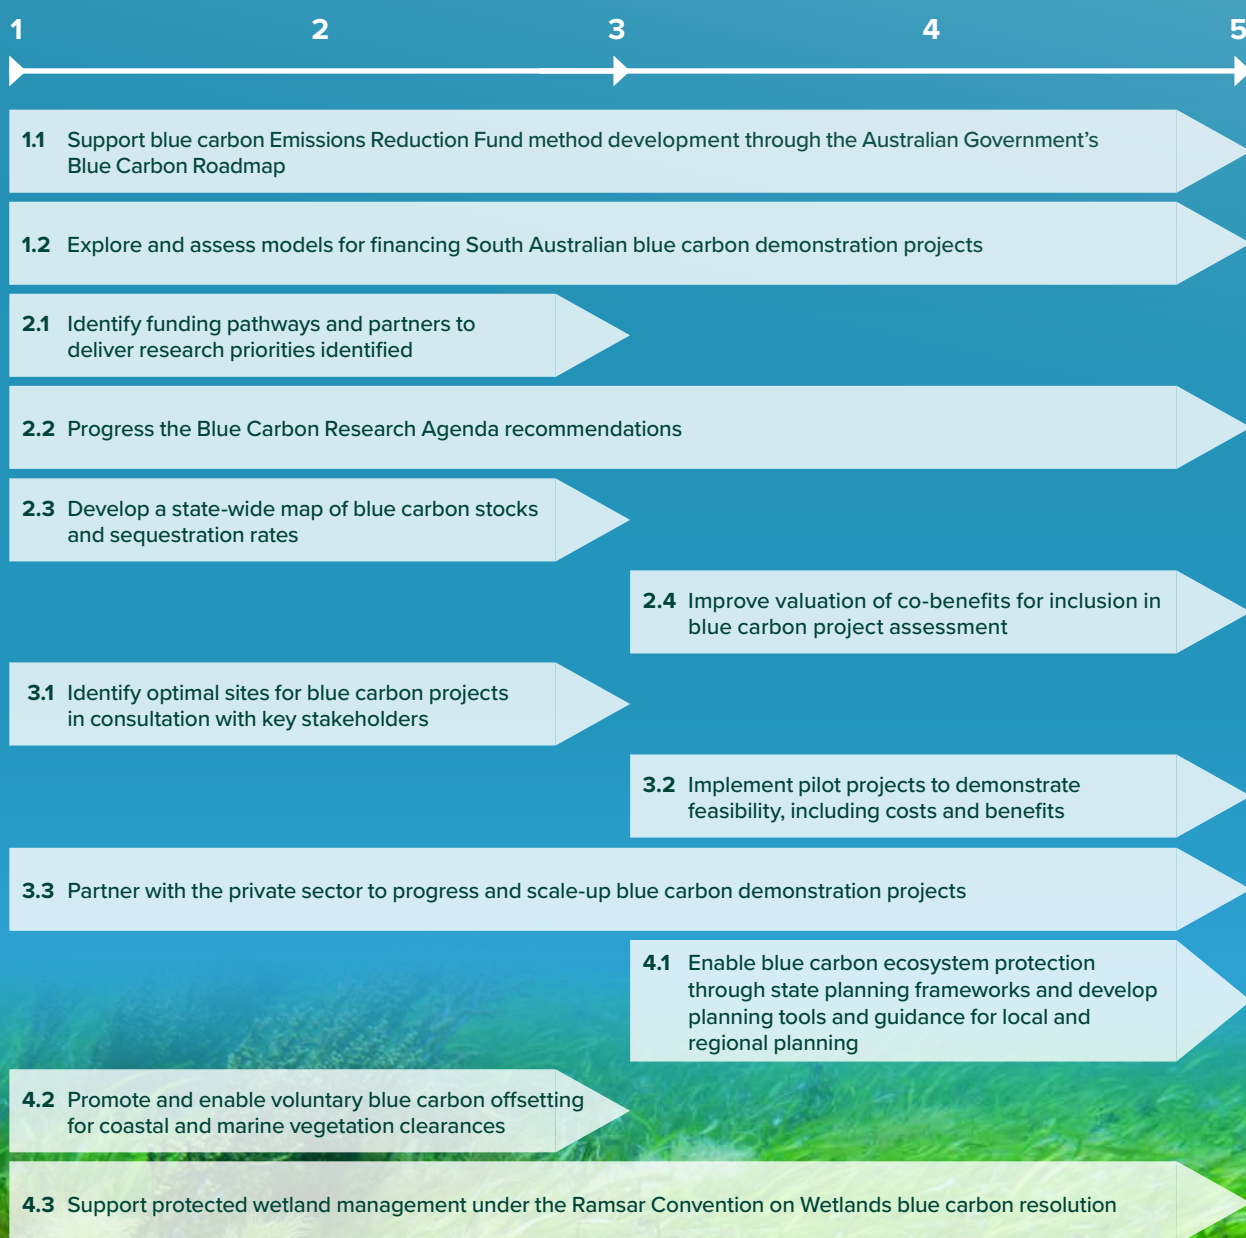 1 2 3 4 5
1.1 Support blue carbon Emissions Reduction Fund method development through the Australian Government’s
Blue Carbon Roadmap
1.2 Explore and assess models for financing South Australian blue carbon demonstration projects
2.1 Identify funding pathways and partners to
deliver research priorities identified
2.2 Progress the Blue Carbon Research Agenda recommendations
2.3 Develop a state-wide map of blue carbon stocks
and sequestration rates
2.4 Improve valuation of co-benefits for inclusion in
blue carbon project assessment
3.1 Identify optimal sites for blue carbon projects
in consultation with key stakeholders
3.2 Implement pilot projects to demonstrate
feasibility, including costs and benefits
3.3 Partner with the private sector to progress and scale-up blue carbon demonstration projects
4.1 Enable blue carbon ecosystem protection
through state planning frameworks and develop
planning tools and guidance for local and
regional planning
4.2 Promote and enable voluntary blue carbon offsetting
for coastal and marine vegetation clearances
4.3 Support protected wetland management under the Ramsar Convention on Wetlands blue carbon resolution